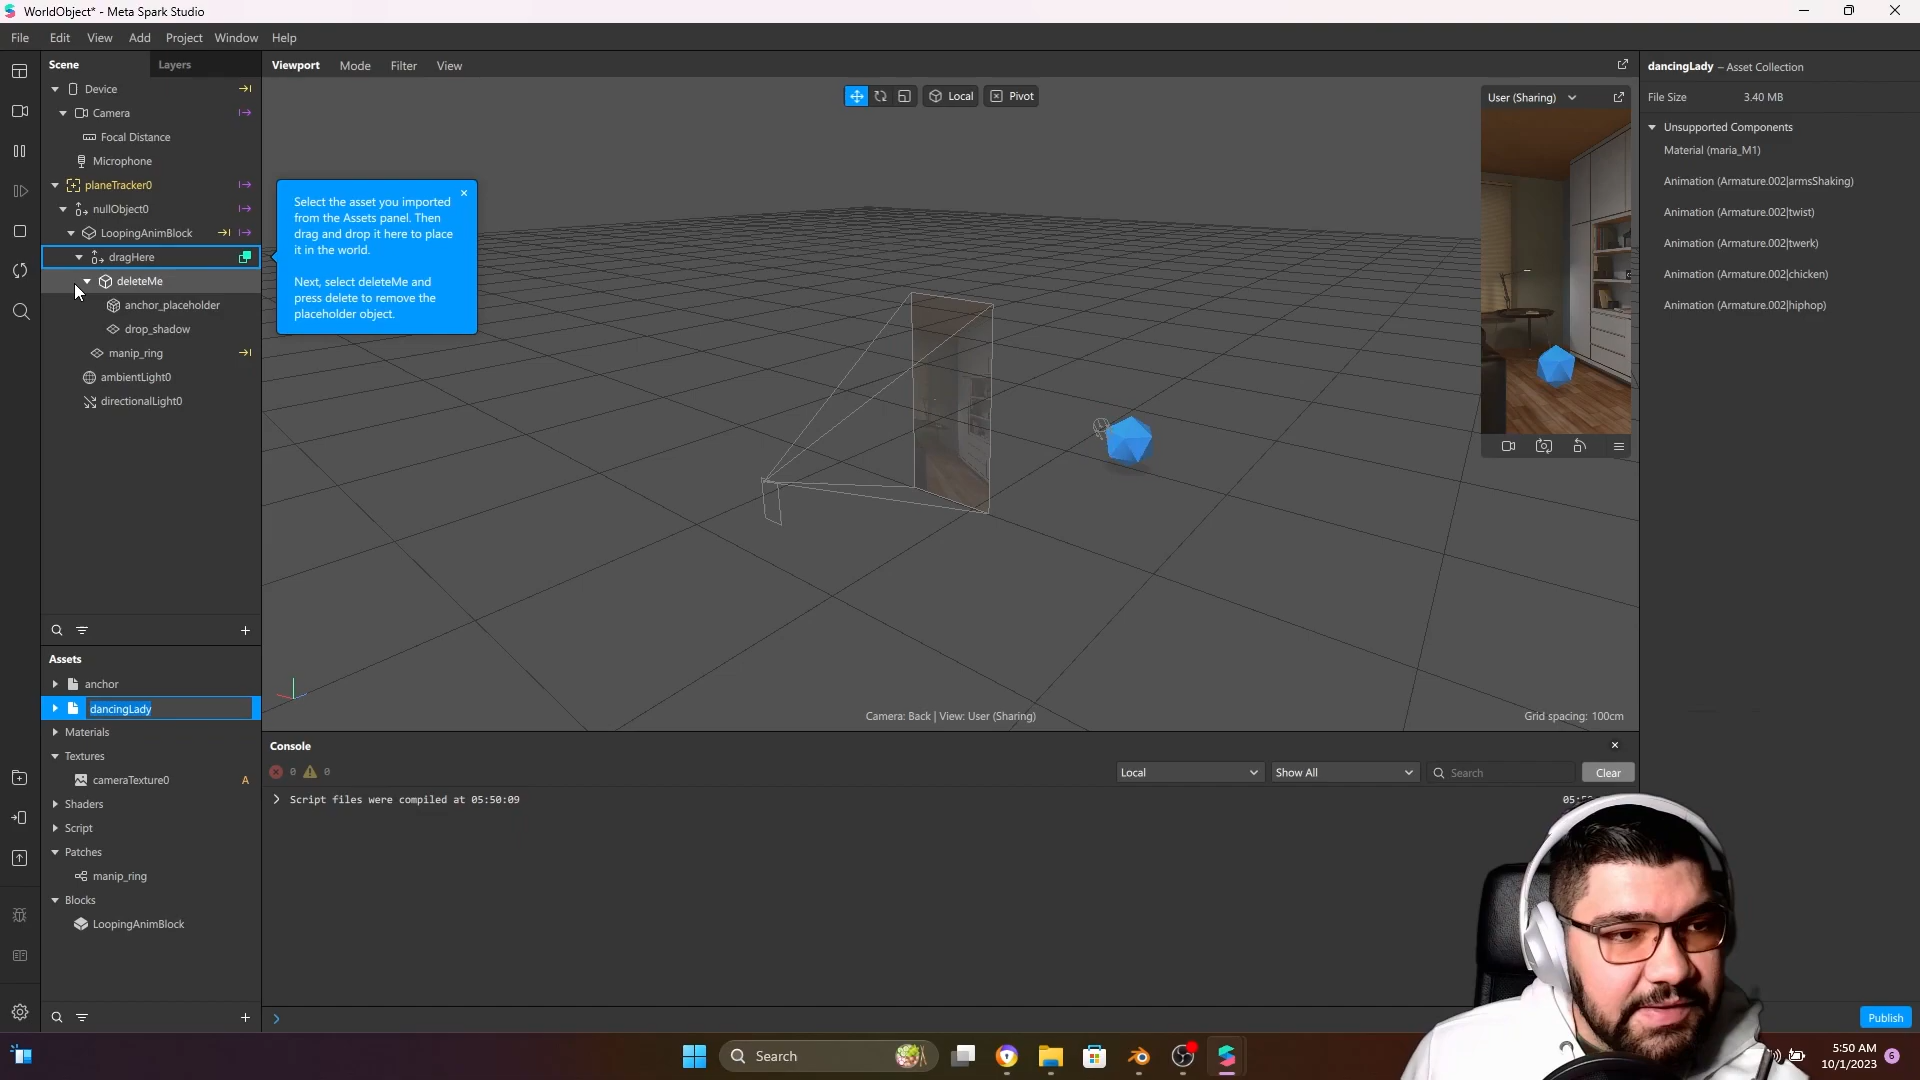 WorldObject* - Meta Spark Studio
File Edit View Add Project Window Help
Scene Layers
Device
Camera
Focal Distance
Microphone
planeTracker0
nullObject0
LoopingAnimBlock
dragHere
deleteMe
anchor_placeholder
drop_shadow
manip_ring
ambientLight0
directionalLight0
Select the asset you imported
from the Assets panel. Then
drag and drop it here to place
it in the world.
Next, select deleteMe and
press delete to remove the
placeholder object.
Viewport Mode Filter View
Local Pivot
User (Sharing)
Camera: Back | View: User (Sharing)
Grid spacing: 100cm
dancingLady – Asset Collection
File Size 3.40 MB
Unsupported Components
Material (maria_M1)
Animation (Armature.002|armsShaking)
Animation (Armature.002|twist)
Animation (Armature.002|twerk)
Animation (Armature.002|chicken)
Animation (Armature.002|hiphop)
Assets
anchor
dancingLady
Materials
Textures
cameraTexture0 A
Shaders
Script
Patches
manip_ring
Blocks
LoopingAnimBlock
Console
0 0
Local Show All Search Clear
Script files were compiled at 05:50:09
Publish
Search
5:50 AM
10/1/2023
6